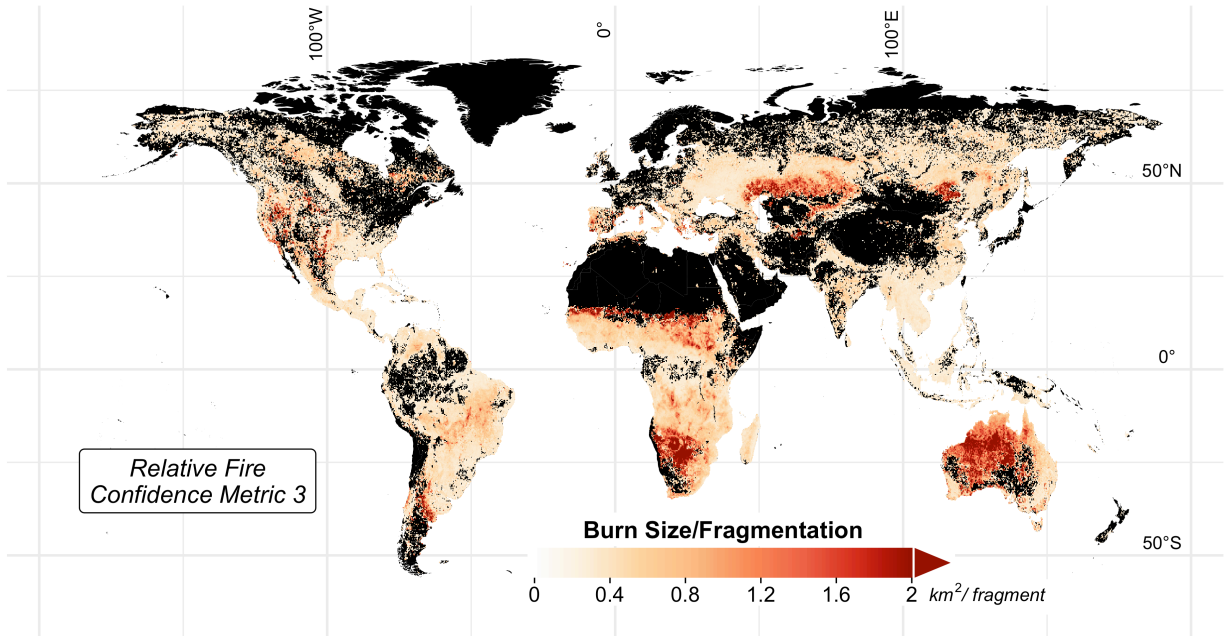 100°W
0°
100°E
50°N
0°
50°S
Relative Fire
Confidence Metric 3
Burn Size/Fragmentation
0 0.4 0.8 1.2 1.6 2 km²/ fragment